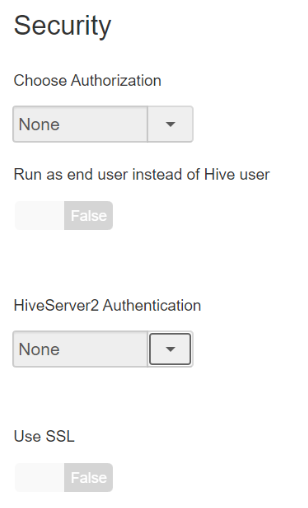 Security
Choose Authorization
None
Run as end user instead of Hive user
False
HiveServer2 Authentication
None
Use SSL
False